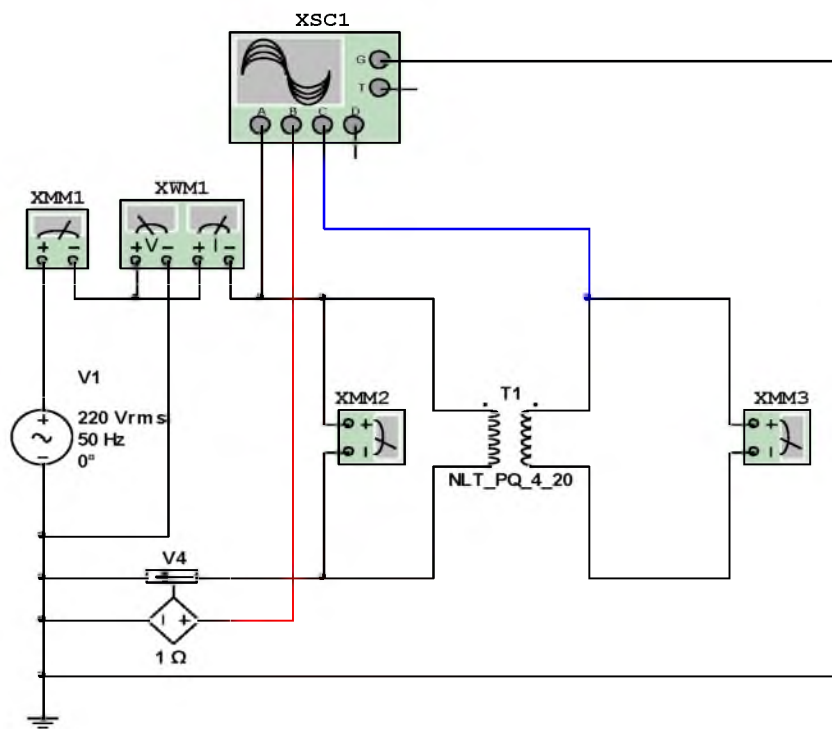 XSC1
G
T
A B C D
XMM1
XWM1
+ − + V − + I −
V1
+
−
220 Vrms
50 Hz
0°
XMM2
+
I
T1
NLT_PQ_4_20
XMM3
+
I
V4
I +
1 Ω